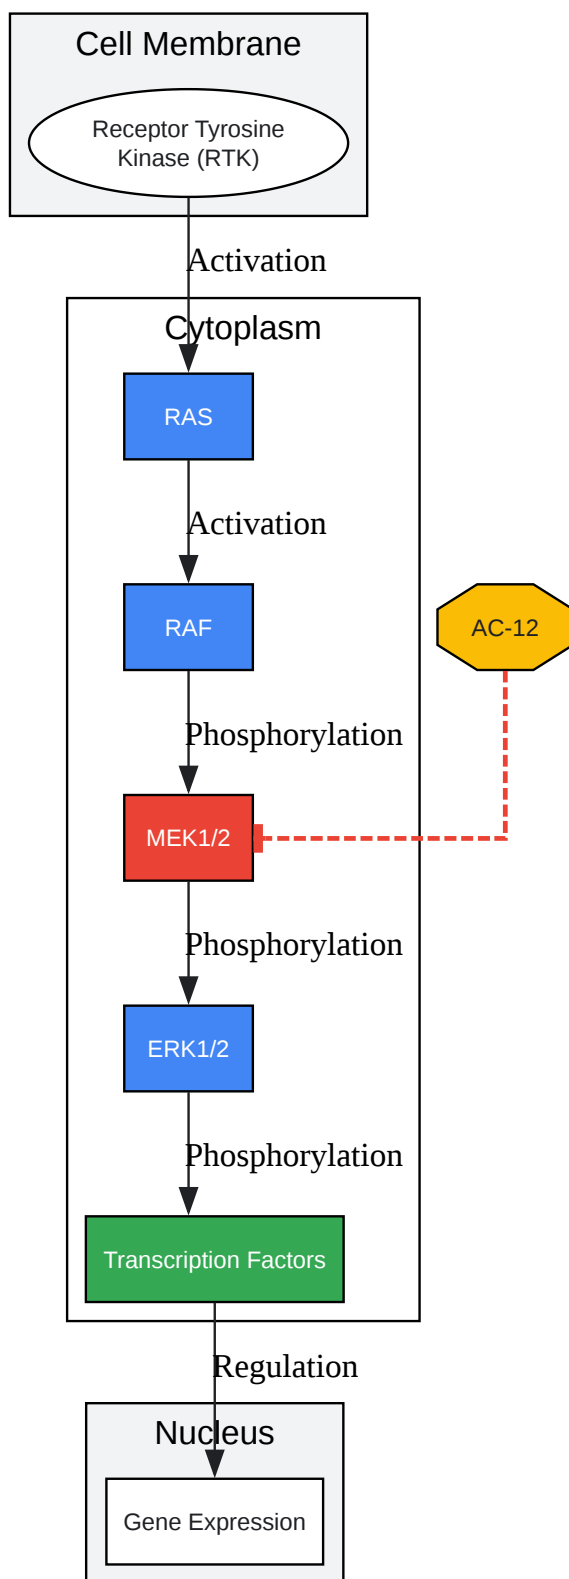 Cell Membrane
Receptor Tyrosine
Kinase (RTK)
Activation
Cytoplasm
RAS
Activation
RAF
AC-12
Phosphorylation
MEK1/2
Phosphorylation
ERK1/2
Phosphorylation
Transcription Factors
Regulation
Nucleus
Gene Expression